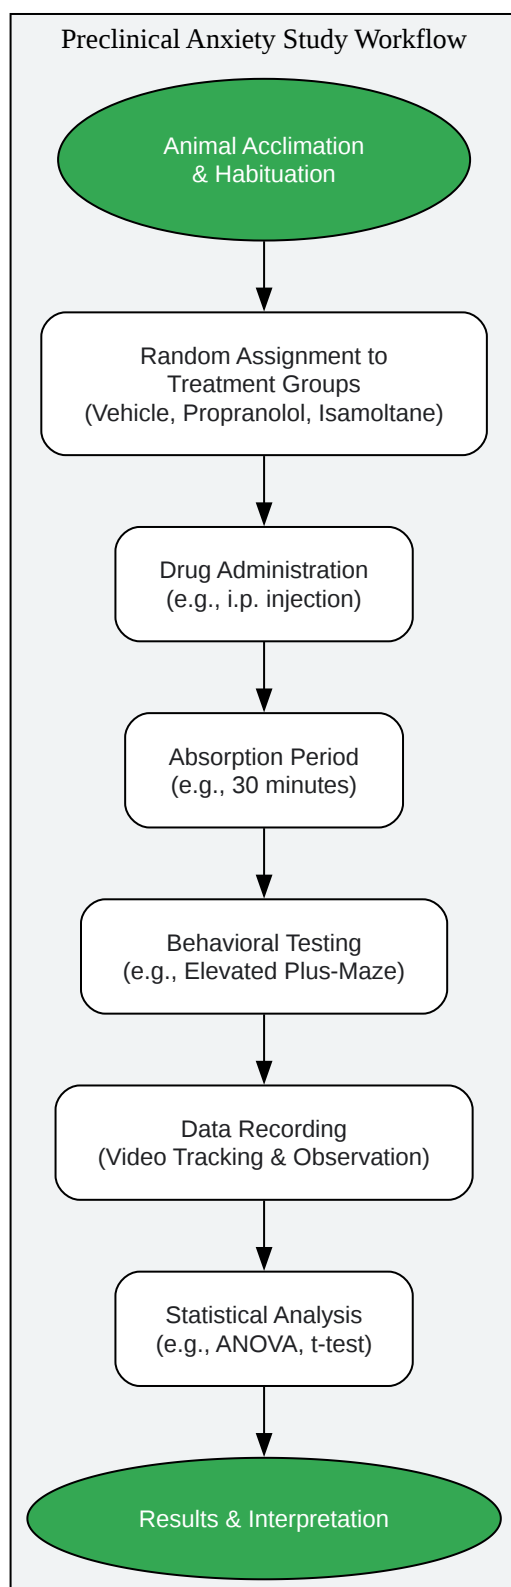 Preclinical Anxiety Study Workflow
Animal Acclimation
& Habituation
Random Assignment to
Treatment Groups
(Vehicle, Propranolol, Isamoltane)
Drug Administration
(e.g., i.p. injection)
Absorption Period
(e.g., 30 minutes)
Behavioral Testing
(e.g., Elevated Plus-Maze)
Data Recording
(Video Tracking & Observation)
Statistical Analysis
(e.g., ANOVA, t-test)
Results & Interpretation